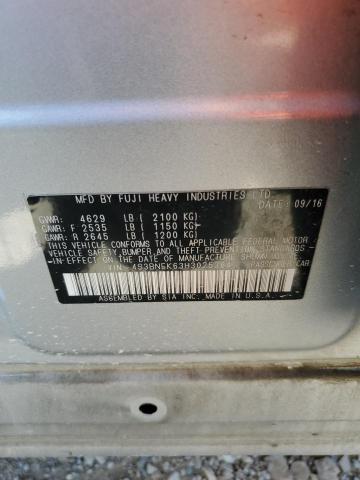 MFD BY FUJI HEAVY INDUSTRIES LTD.
DATE: 09/16
GVWR: 4629 LB ( 2100 KG)
GAWR: F 2535 LB ( 1150 KG)
GAWR: R 2645 LB ( 1200 KG)
THIS VEHICLE CONFORMS TO ALL APPLICABLE FEDERAL MOTOR
VEHICLE SAFETY, BUMPER, AND THEFT PREVENTION STANDARDS
IN EFFECT ON THE DATE OF MANUFACTURE SHOWN ABOVE.
VIN: PASSENGER CAR
ASSEMBLED BY SIA INC. MADE IN U.S.A.